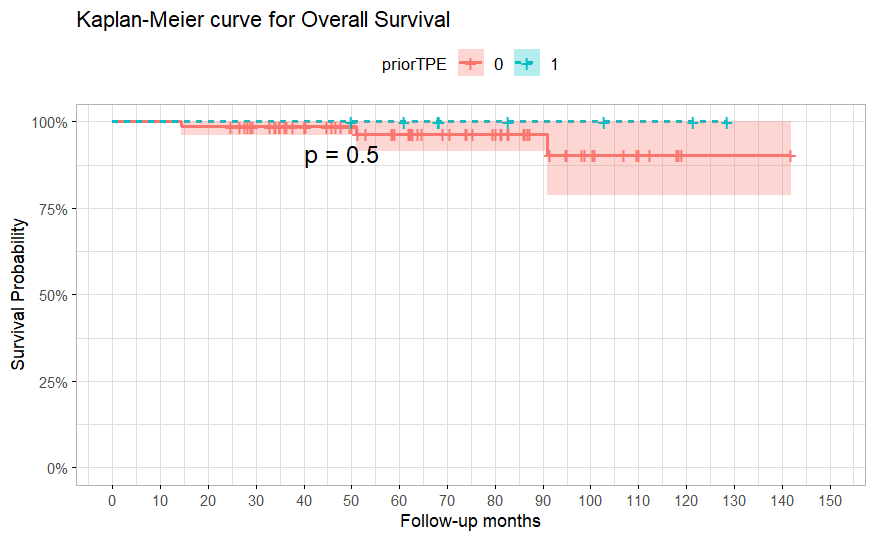 Kaplan-Meier curve for Overall Survival
priorTPE 0 1
100%
75%
50%
25%
0%
p = 0.5
Survival Probability
0 10 20 30 40 50 60 70 80 90 100 110 120 130 140 150
Follow-up months